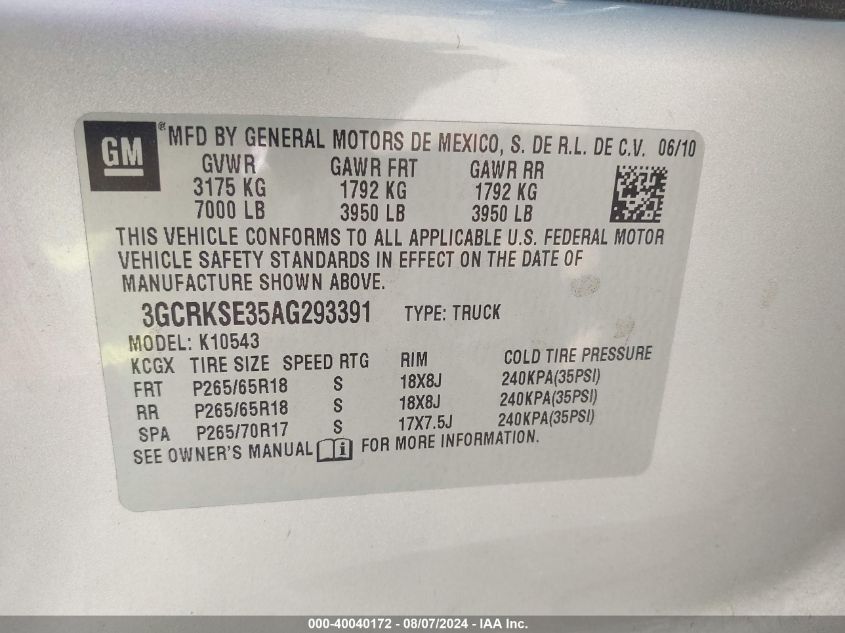 GM ® MFD BY GENERAL MOTORS DE MEXICO, S. DE R.L. DE C.V. 06/10
GVWR GAWR FRT GAWR RR
3175 KG 1792 KG 1792 KG
7000 LB 3950 LB 3950 LB
THIS VEHICLE CONFORMS TO ALL APPLICABLE U.S. FEDERAL MOTOR
VEHICLE SAFETY STANDARDS IN EFFECT ON THE DATE OF
MANUFACTURE SHOWN ABOVE.
3GCRKSE35AG293391 TYPE: TRUCK
MODEL: K10543
KCGX TIRE SIZE SPEED RTG RIM COLD TIRE PRESSURE
FRT P265/65R18 S 18X8J 240KPA(35PSI)
RR P265/65R18 S 18X8J 240KPA(35PSI)
SPA P265/70R17 S 17X7.5J 240KPA(35PSI)
SEE OWNER'S MANUAL i FOR MORE INFORMATION.
000-40040172 - 08/07/2024 - IAA Inc.